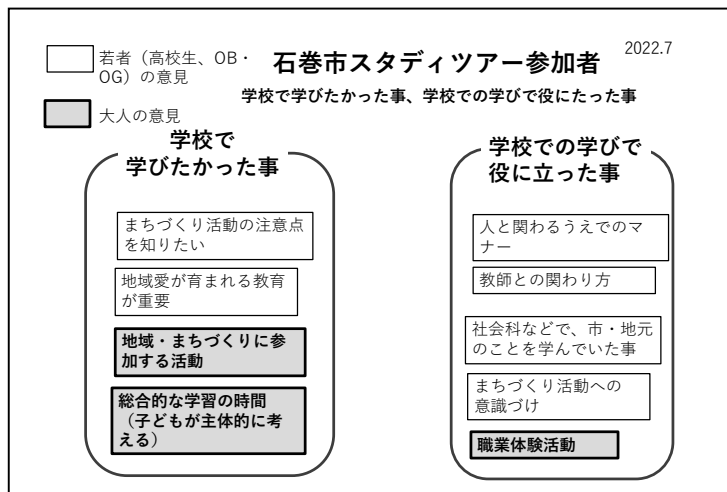 若者（高校生、OB・
OG）の意見
石巻市スタディツアー参加者
2022.7
学校で学びたかった事、学校での学びで役にたった事
大人の意見
学校で
学びたかった事
まちづくり活動の注意点
を知りたい
地域愛が育まれる教育
が重要
地域・まちづくりに参
加する活動
総合的な学習の時間
（子どもが主体的に考
える）
学校での学びで
役に立った事
人と関わるうえでのマ
ナー
教師との関わり方
社会科などで、市・地元
のことを学んでいた事
まちづくり活動への
意識づけ
職業体験活動